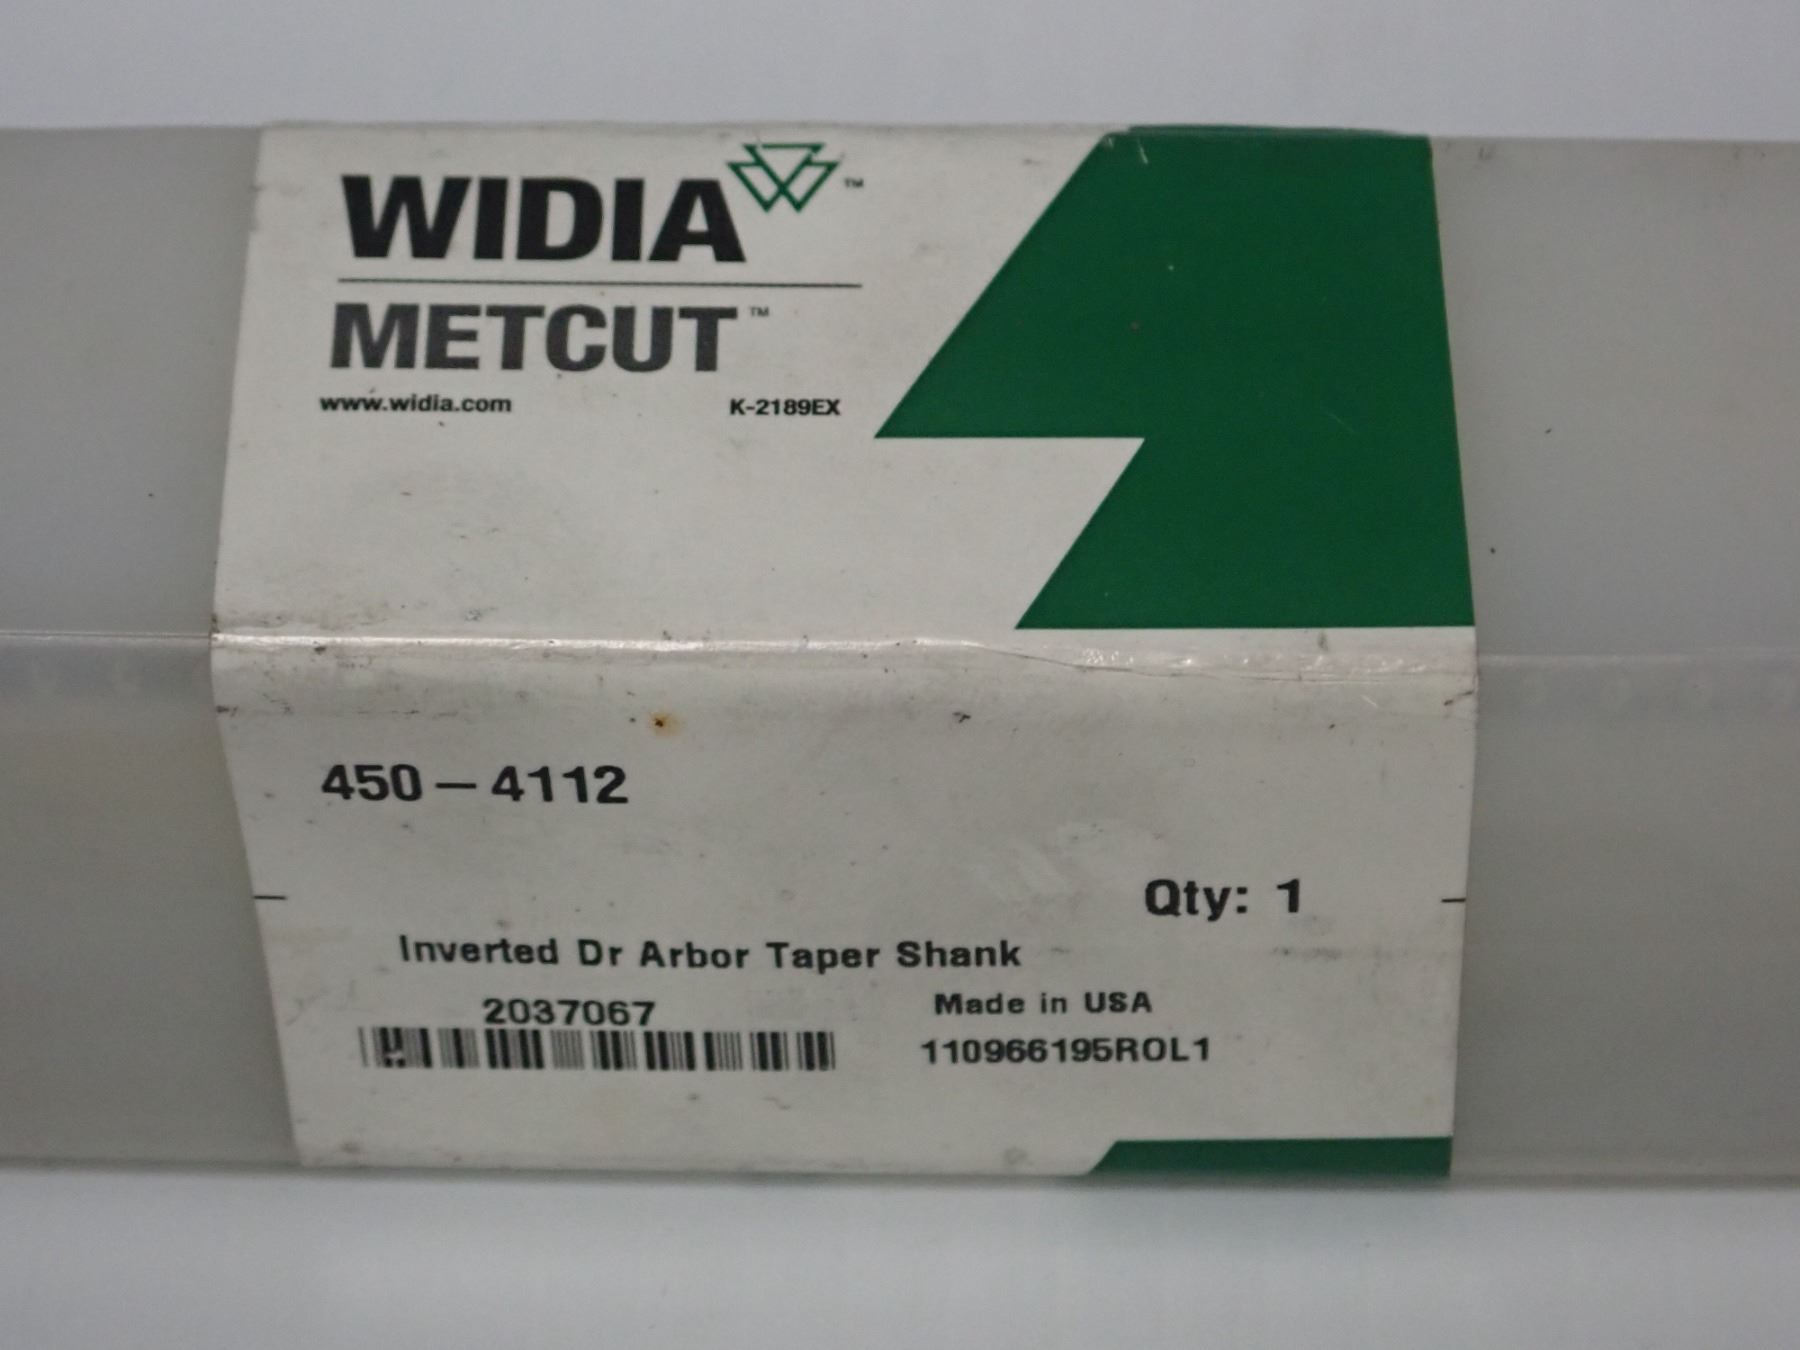 WIDIA™
METCUT™
www.widia.com K-2189EX
450-4112
Qty: 1
Inverted Dr Arbor Taper Shank
2037067 Made in USA
110966195ROL1